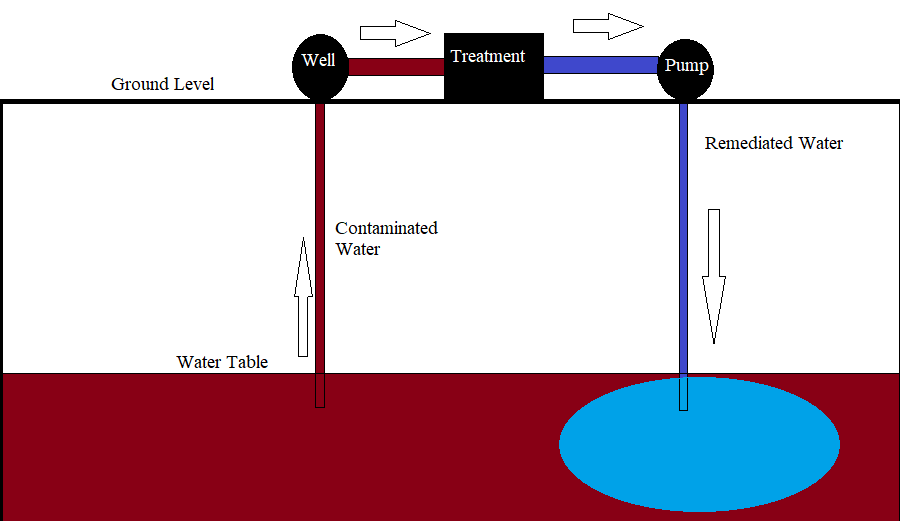 Well
Treatment
Pump
Ground Level
Remediated Water
Contaminated
Water
Water Table